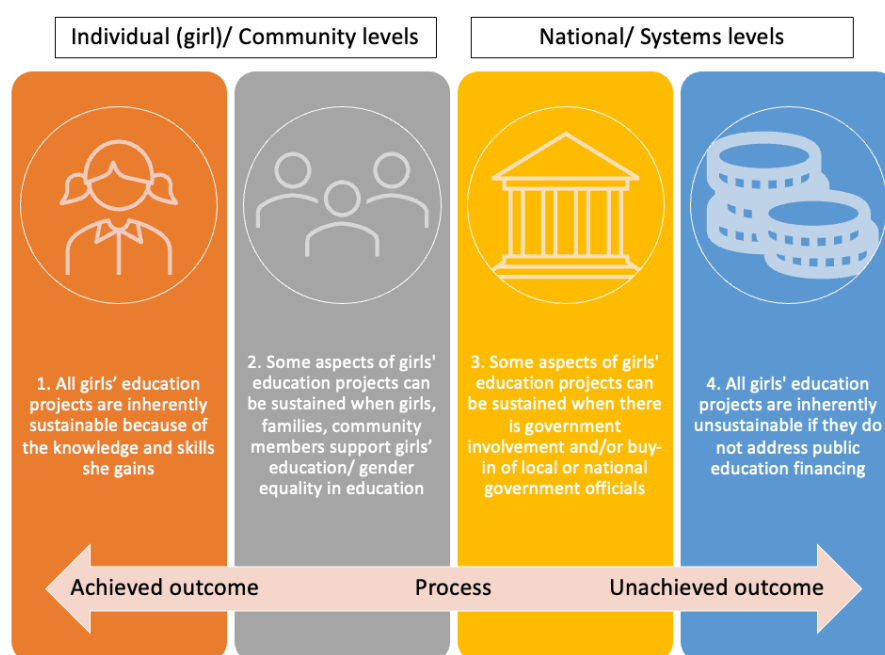 Individual (girl)/ Community levels
National/ Systems levels
1. All girls’ education
projects are inherently
sustainable because of
the knowledge and skills
she gains
2. Some aspects of girls'
education projects can
be sustained when girls,
families, community
members support girls’
education/ gender
equality in education
3. Some aspects of girls'
education projects can
be sustained when there
is government
involvement and/or buy-
in of local or national
government officials
4. All girls' education
projects are inherently
unsustainable if they do
not address public
education financing
Achieved outcome
Process
Unachieved outcome